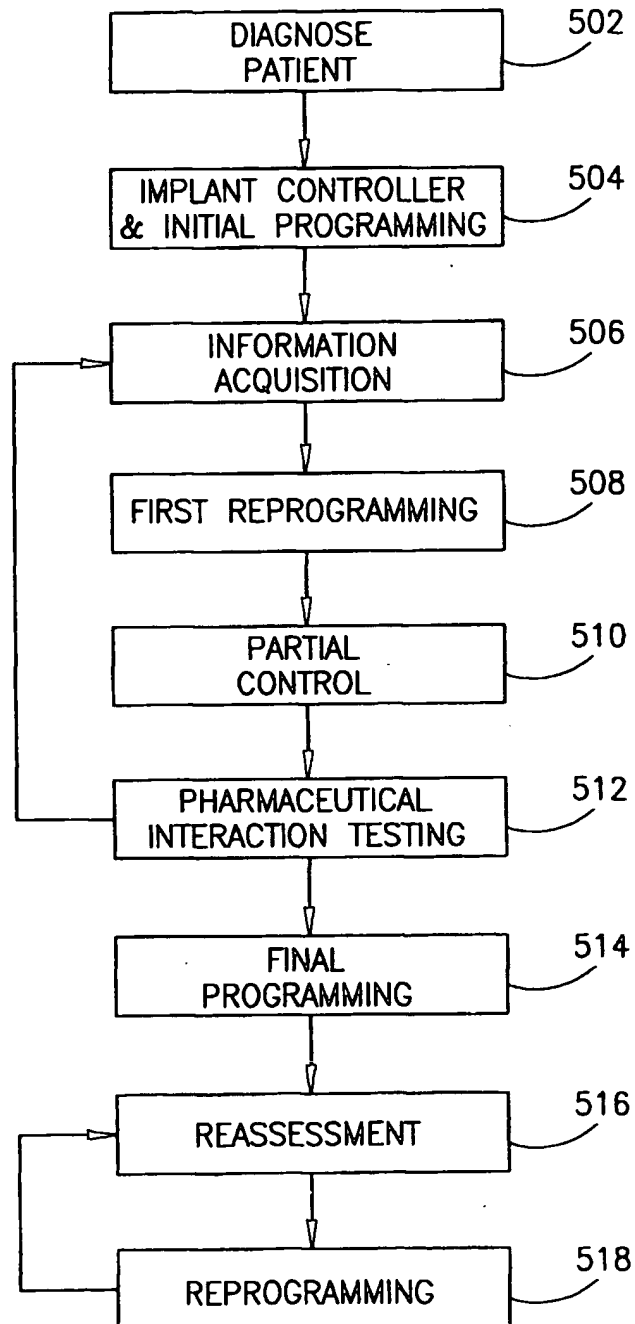 DIAGNOSE
PATIENT
502
IMPLANT CONTROLLER
& INITIAL PROGRAMMING
504
INFORMATION
ACQUISITION
506
FIRST REPROGRAMMING
508
PARTIAL
CONTROL
510
PHARMACEUTICAL
INTERACTION TESTING
512
FINAL
PROGRAMMING
514
REASSESSMENT
516
REPROGRAMMING
518